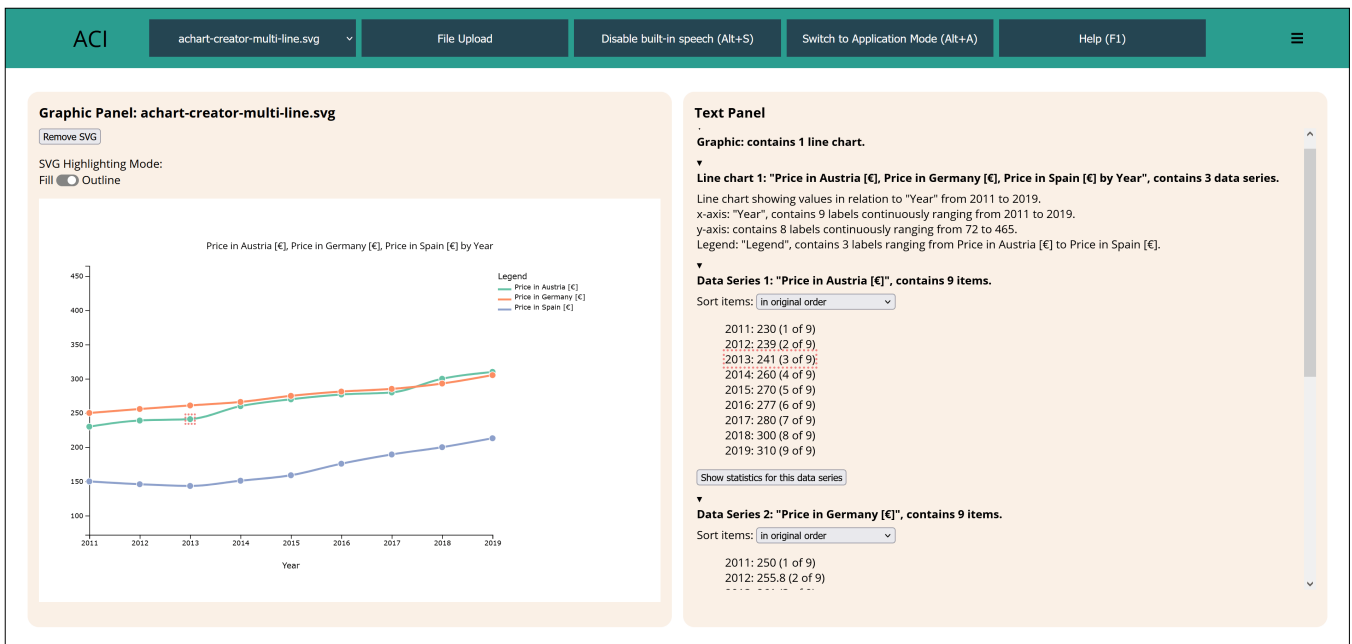 ACI
achart-creator-multi-line.svg
File Upload
Disable built-in speech (Alt+S)
Switch to Application Mode (Alt+A)
Help (F1)
Graphic Panel: achart-creator-multi-line.svg
Remove SVG
SVG Highlighting Mode:
Fill Outline
Price in Austria [€], Price in Germany [€], Price in Spain [€] by Year
Legend
Price in Austria [€]
Price in Germany [€]
Price in Spain [€]
450
400
350
300
250
200
150
100
2011 2012 2013 2014 2015 2016 2017 2018 2019
Year
Text Panel
Graphic: contains 1 line chart.
Line chart 1: "Price in Austria [€], Price in Germany [€], Price in Spain [€] by Year", contains 3 data series.
Line chart showing values in relation to "Year" from 2011 to 2019.
x-axis: "Year", contains 9 labels continuously ranging from 2011 to 2019.
y-axis: contains 8 labels continuously ranging from 72 to 465.
Legend: "Legend", contains 3 labels ranging from Price in Austria [€] to Price in Spain [€].
Data Series 1: "Price in Austria [€]", contains 9 items.
Sort items: in original order
2011: 230 (1 of 9)
2012: 239 (2 of 9)
2013: 241 (3 of 9)
2014: 260 (4 of 9)
2015: 270 (5 of 9)
2016: 277 (6 of 9)
2017: 280 (7 of 9)
2018: 300 (8 of 9)
2019: 310 (9 of 9)
Show statistics for this data series
Data Series 2: "Price in Germany [€]", contains 9 items.
Sort items: in original order
2011: 250 (1 of 9)
2012: 255.8 (2 of 9)